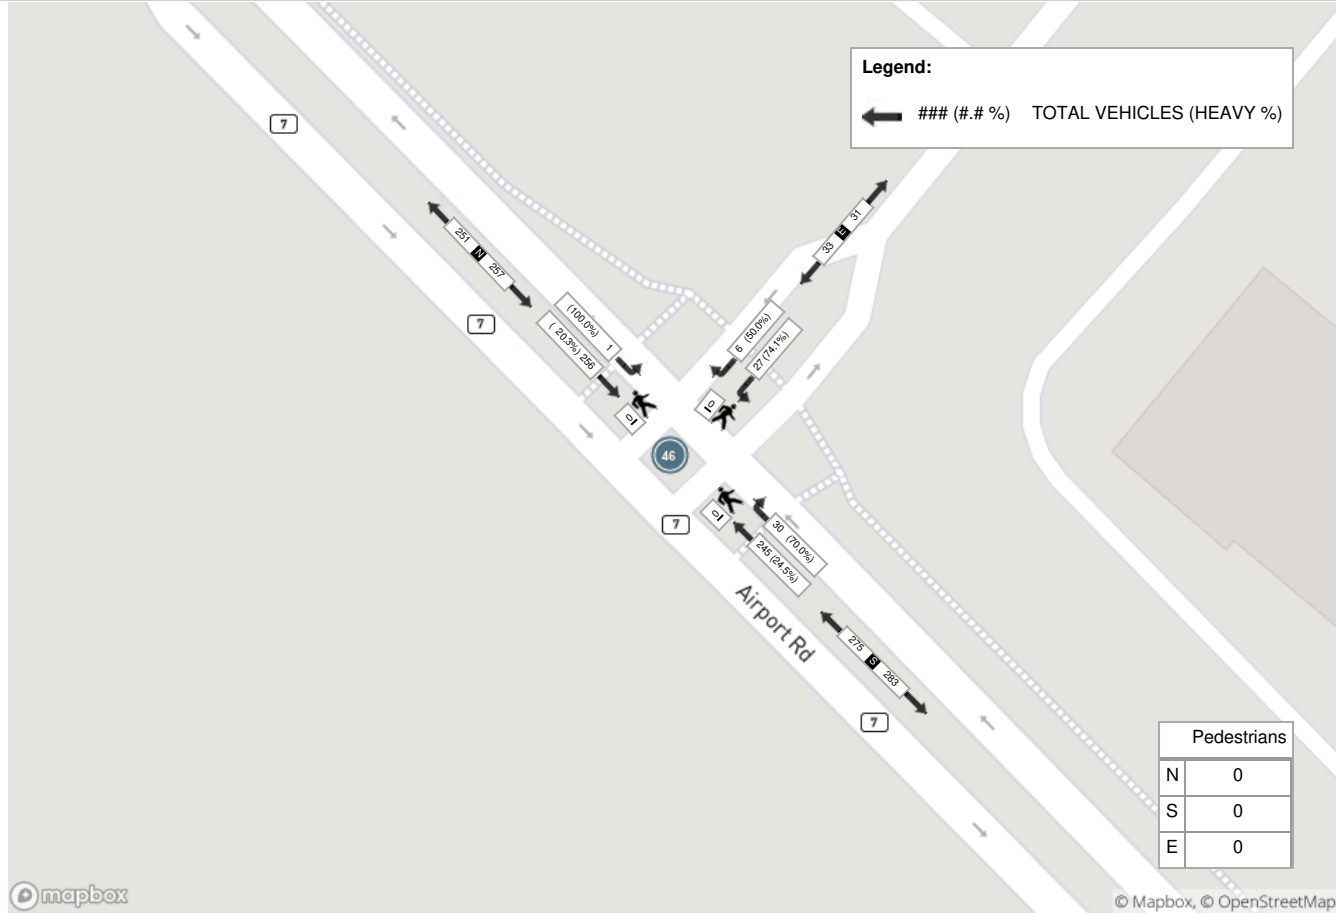 Legend:
### (#.# %) TOTAL VEHICLES (HEAVY %)
7
31
E
33
251
N
257
7
(100.0%) 1
( 20.3%) 256
6 (50.0%)
27 (74.1%)
0
0
46
7
0
30 (70.0%)
245 (24.5%)
Airport Rd
275
S
283
7
Pedestrians
N 0
S 0
E 0
mapbox
© Mapbox, © OpenStreetMap